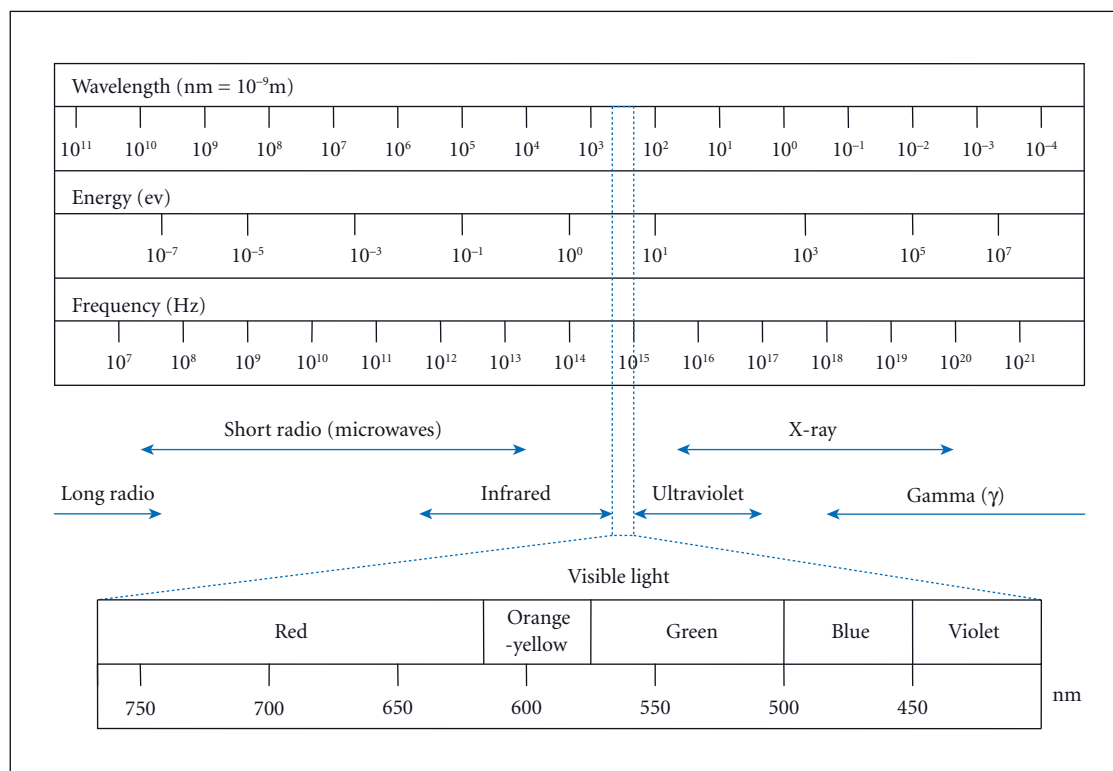 Wavelength (nm = 10⁻⁹m)
10¹¹ 10¹⁰ 10⁹ 10⁸ 10⁷ 10⁶ 10⁵ 10⁴ 10³ 10² 10¹ 10⁰ 10⁻¹ 10⁻² 10⁻³ 10⁻⁴
Energy (ev)
10⁻⁷ 10⁻⁵ 10⁻³ 10⁻¹ 10⁰ 10¹ 10³ 10⁵ 10⁷
Frequency (Hz)
10⁷ 10⁸ 10⁹ 10¹⁰ 10¹¹ 10¹² 10¹³ 10¹⁴ 10¹⁵ 10¹⁶ 10¹⁷ 10¹⁸ 10¹⁹ 10²⁰ 10²¹
Short radio (microwaves) X-ray
Long radio Infrared Ultraviolet Gamma (γ)
Visible light
Red Orange
-yellow Green Blue Violet
750 700 650 600 550 500 450 nm